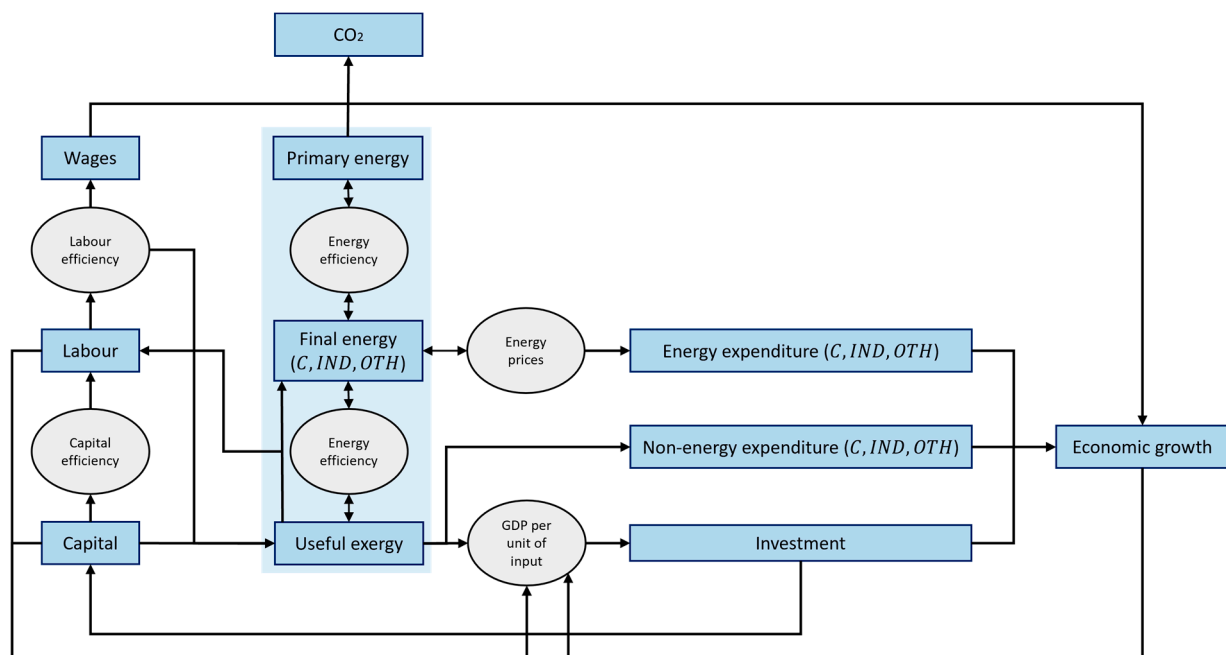 CO₂
Wages
Primary energy
Labour
efficiency
Energy
efficiency
Labour
Final energy
(C, IND, OTH)
Energy
prices
Energy expenditure (C, IND, OTH)
Capital
efficiency
Energy
efficiency
Non-energy expenditure (C, IND, OTH)
Economic growth
Capital
Useful exergy
GDP per
unit of
input
Investment